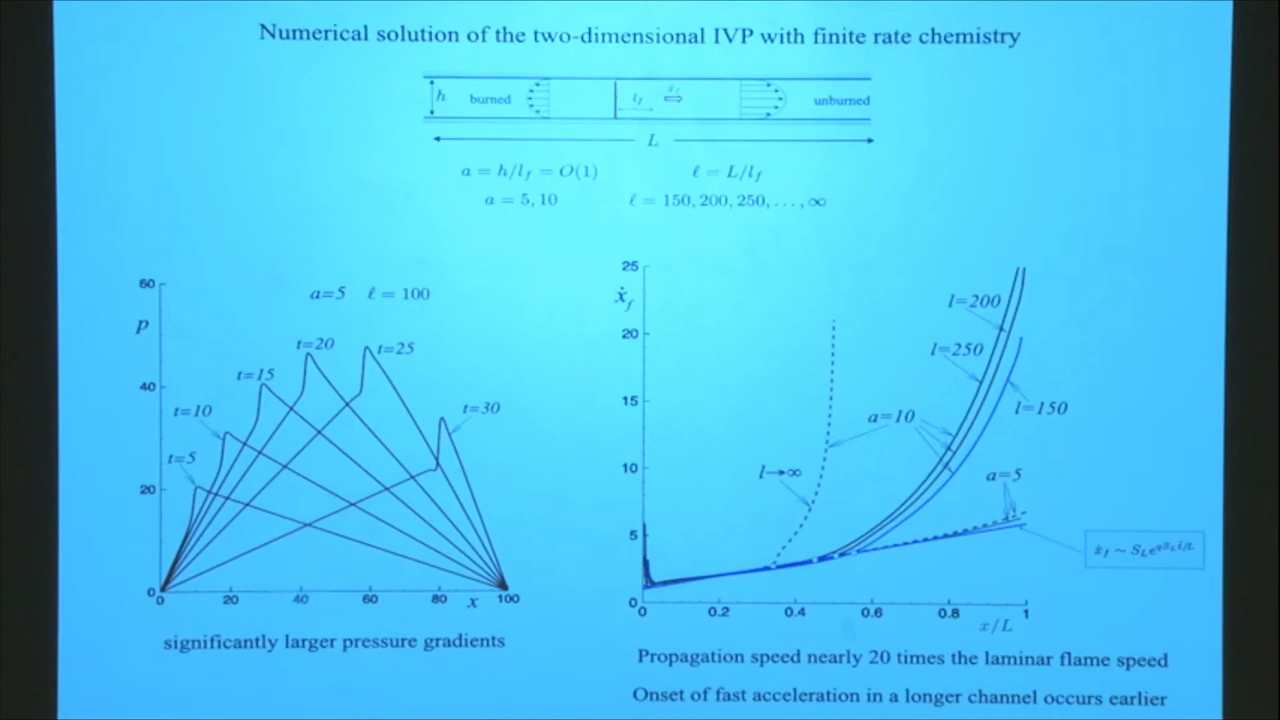 Numerical solution of the two-dimensional IVP with finite rate chemistry
h burned l_f ẋ_f ⇒ unburned
L
a = h/l_f = O(1) ℓ = L/l_f
a = 5, 10 ℓ = 150, 200, 250, . . . , ∞
60
p
a=5 ℓ = 100
t=20
t=25
t=15
40
t=10
t=30
t=5
20
0
0 20 40 60 80 x 100
significantly larger pressure gradients
25
ẋ_f
l=200
20
l=250
15
l=150
a=10
10
l→∞
a=5
5
ẋ_f ~ S_L e^{qS_L t/L}
0
0 0.2 0.4 0.6 0.8 1
x/L
Propagation speed nearly 20 times the laminar flame speed
Onset of fast acceleration in a longer channel occurs earlier